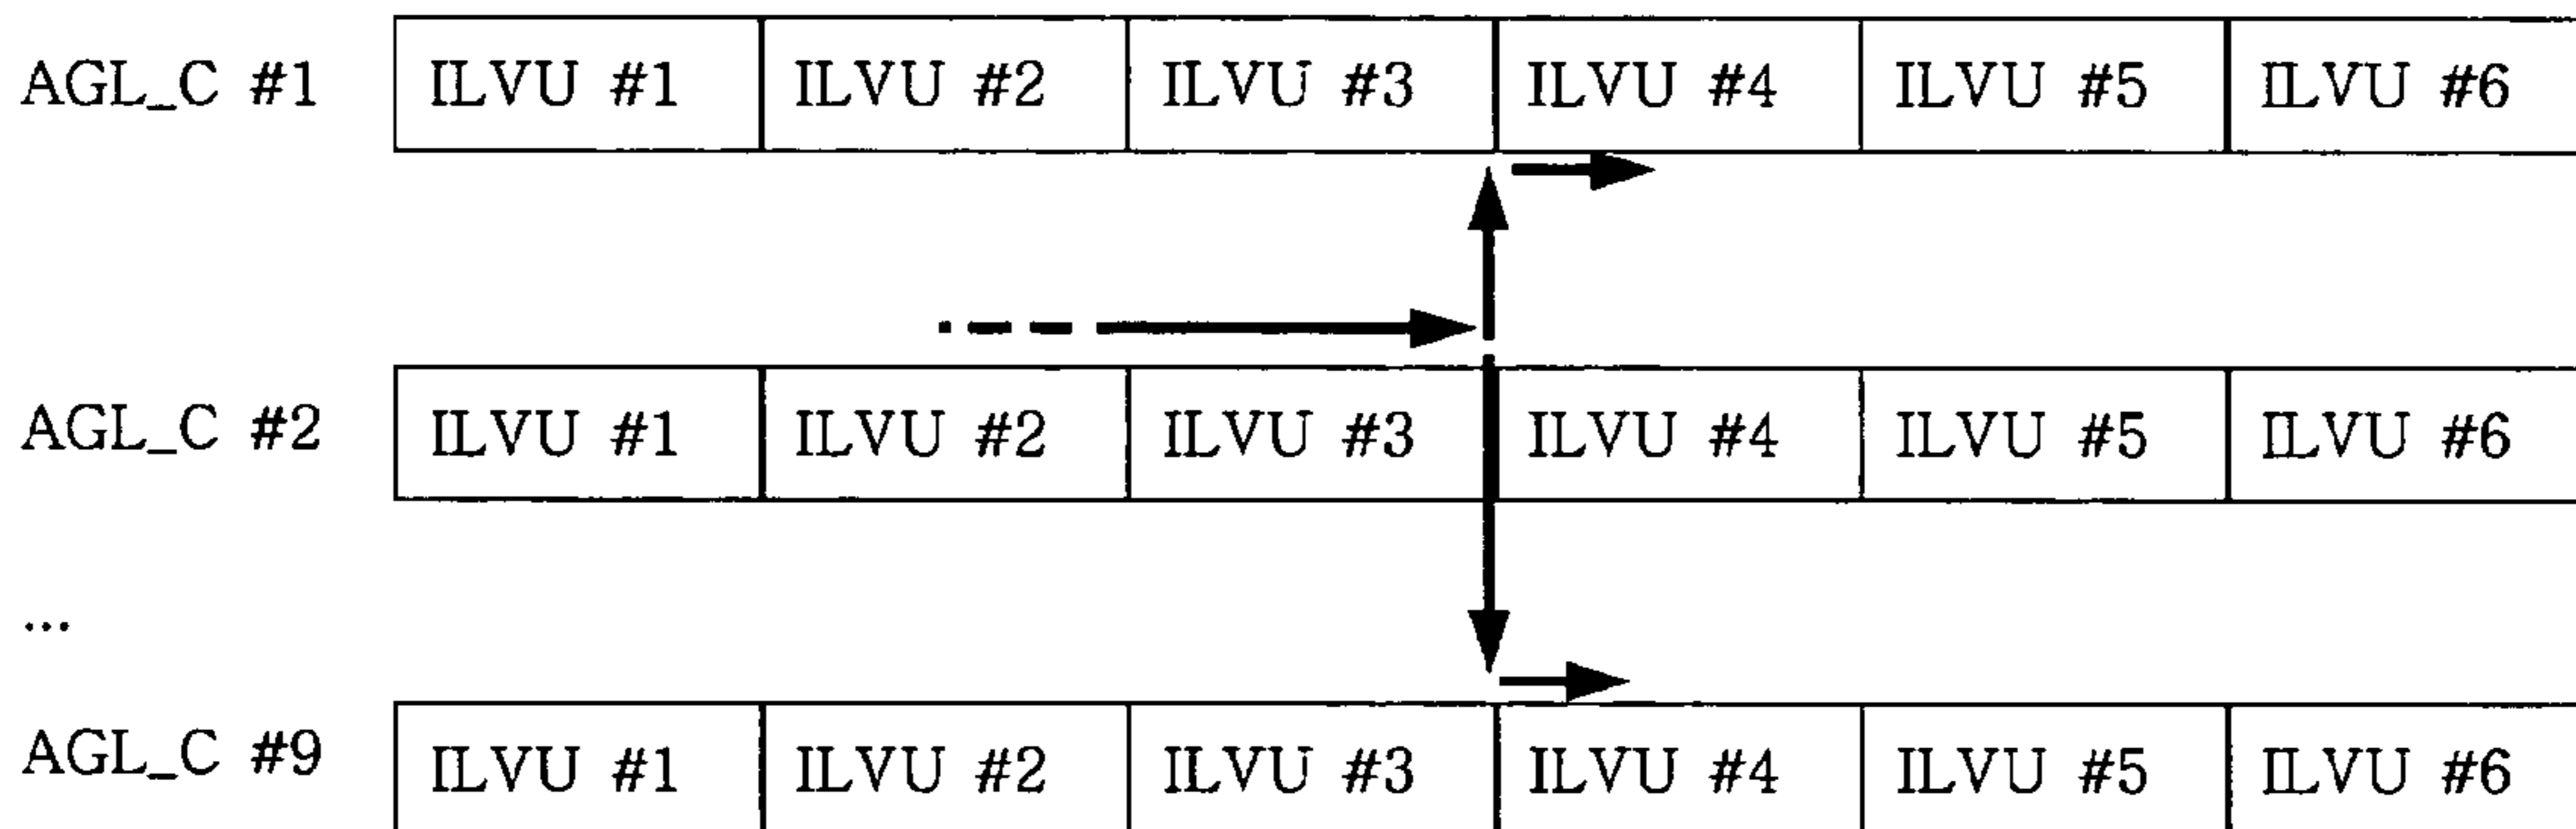 AGL_C #1 ILVU #1 ILVU #2 ILVU #3 ILVU #4 ILVU #5 ILVU #6
AGL_C #2 ILVU #1 ILVU #2 ILVU #3 ILVU #4 ILVU #5 ILVU #6
...
AGL_C #9 ILVU #1 ILVU #2 ILVU #3 ILVU #4 ILVU #5 ILVU #6